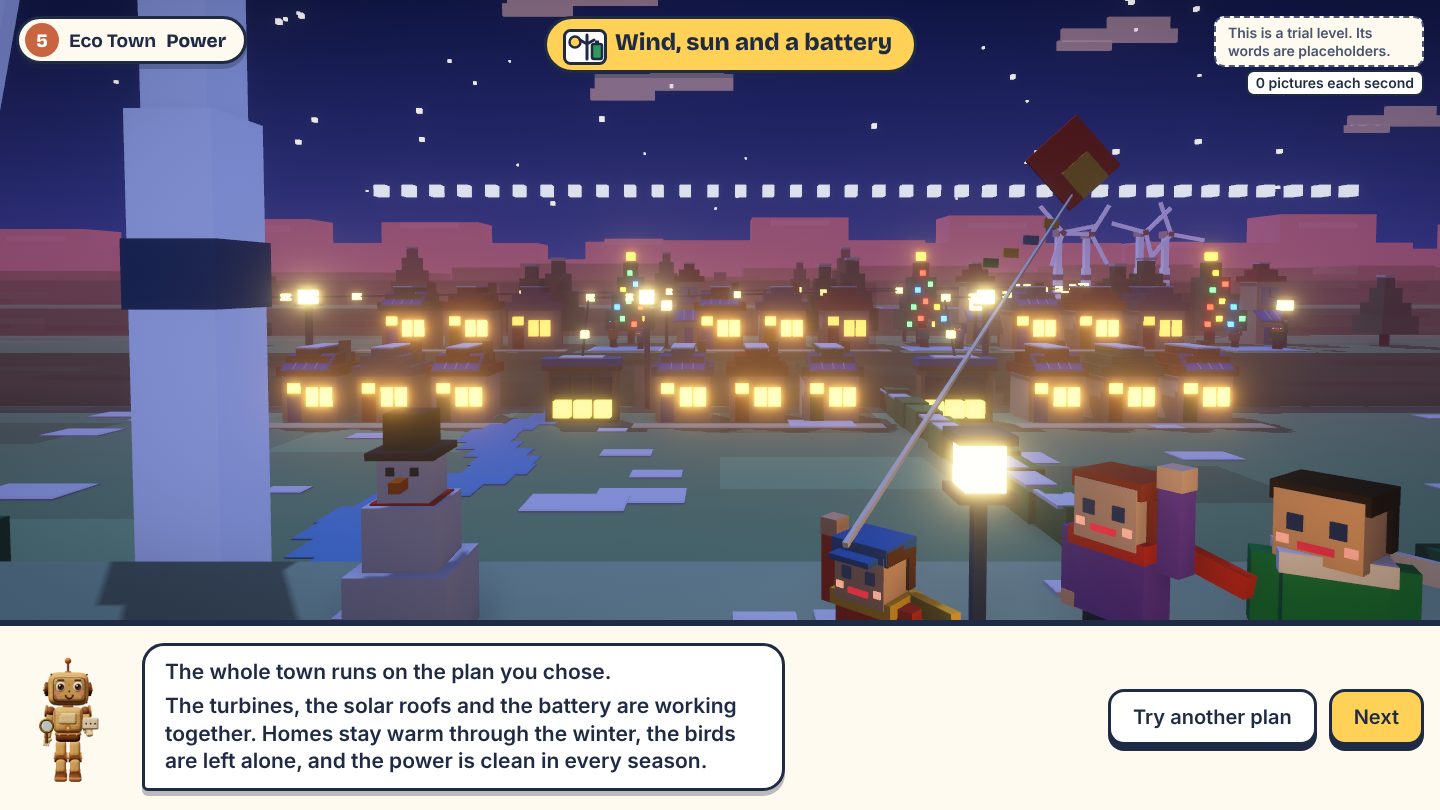 5 Eco Town Power
Wind, sun and a battery
This is a trial level. Its
words are placeholders.
0 pictures each second
The whole town runs on the plan you chose.
The turbines, the solar roofs and the battery are working
together. Homes stay warm through the winter, the birds
are left alone, and the power is clean in every season.
Try another plan
Next